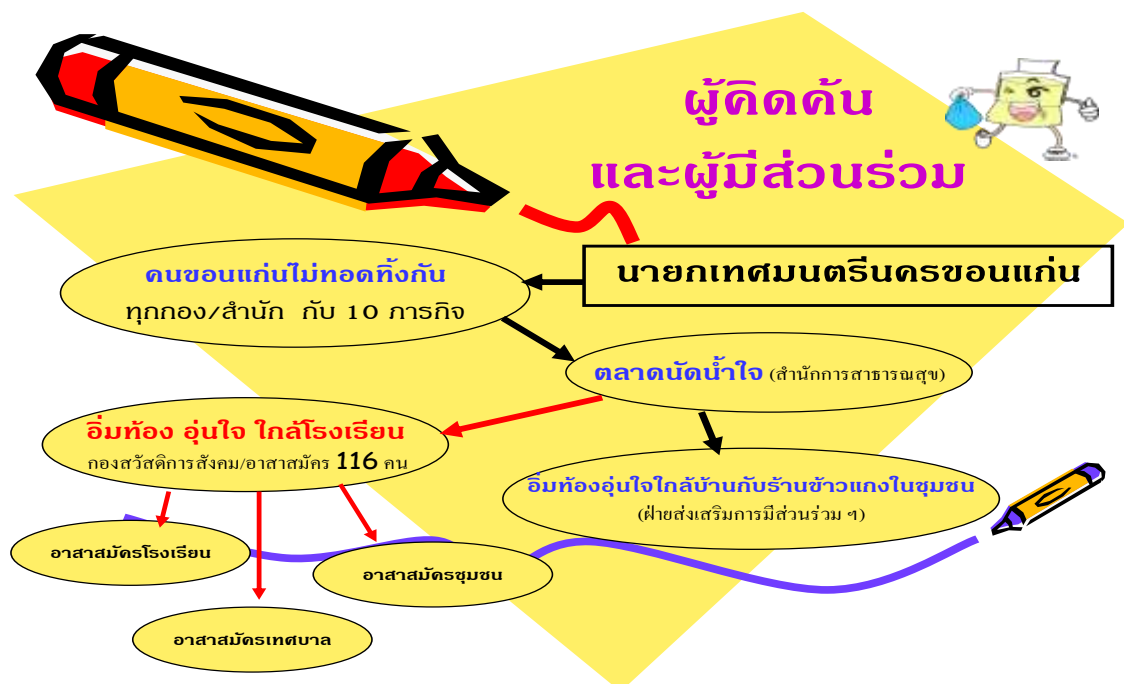 ผู้คิดค้น
และผู้มีส่วนร่วม
นายกเทศมนตรีนครขอนแก่น
คนขอนแก่นไม่ทอดทิ้งกัน
ทุกกอง/สำนัก กับ 10 ภารกิจ
ตลาดนัดน้ำใจ (สำนักการสาธารณสุข)
อิ่มท้อง อุ่นใจ ใกล้โรงเรียน
กองสวัสดิการสังคม/อาสาสมัคร 116 คน
อิ่มท้องอุ่นใจใกล้บ้านกับร้านข้าวแกงในชุมชน
(ฝ่ายส่งเสริมการมีส่วนร่วม ฯ)
อาสาสมัครโรงเรียน
อาสาสมัครชุมชน
อาสาสมัครเทศบาล